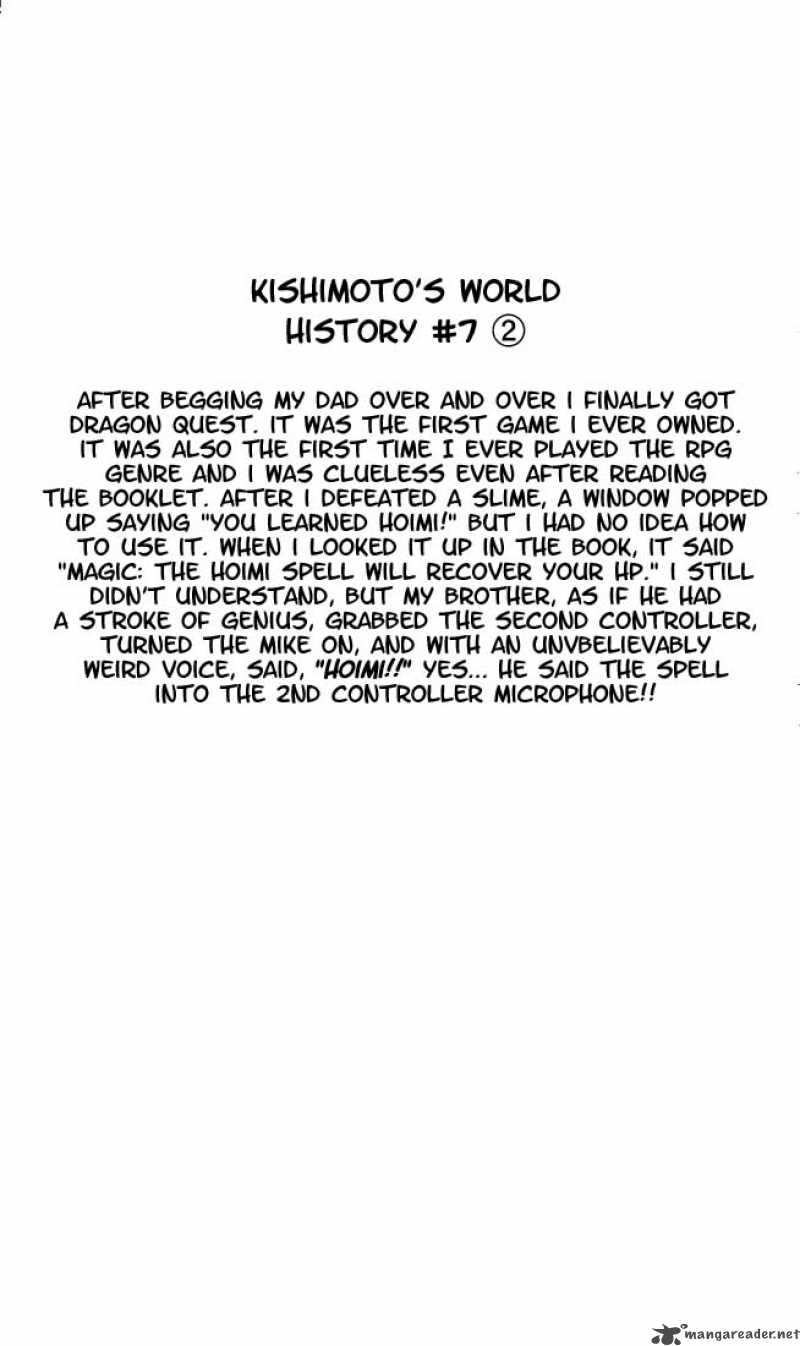 KISHIMOTO'S WORLD
HISTORY #7 ②
AFTER BEGGING MY DAD OVER AND OVER I FINALLY GOT
DRAGON QUEST. IT WAS THE FIRST GAME I EVER OWNED.
IT WAS ALSO THE FIRST TIME I EVER PLAYED THE RPG
GENRE AND I WAS CLUELESS EVEN AFTER READING
THE BOOKLET. AFTER I DEFEATED A SLIME, A WINDOW POPPED
UP SAYING "YOU LEARNED HOIMI!" BUT I HAD NO IDEA HOW
TO USE IT. WHEN I LOOKED IT UP IN THE BOOK, IT SAID
"MAGIC: THE HOIMI SPELL WILL RECOVER YOUR HP." I STILL
DIDN'T UNDERSTAND, BUT MY BROTHER, AS IF HE HAD
A STROKE OF GENIUS, GRABBED THE SECOND CONTROLLER,
TURNED THE MIKE ON, AND WITH AN UNVBELIEVABLY
WEIRD VOICE, SAID, "HOIMI!!" YES... HE SAID THE SPELL
INTO THE 2ND CONTROLLER MICROPHONE!!
mangareader.net